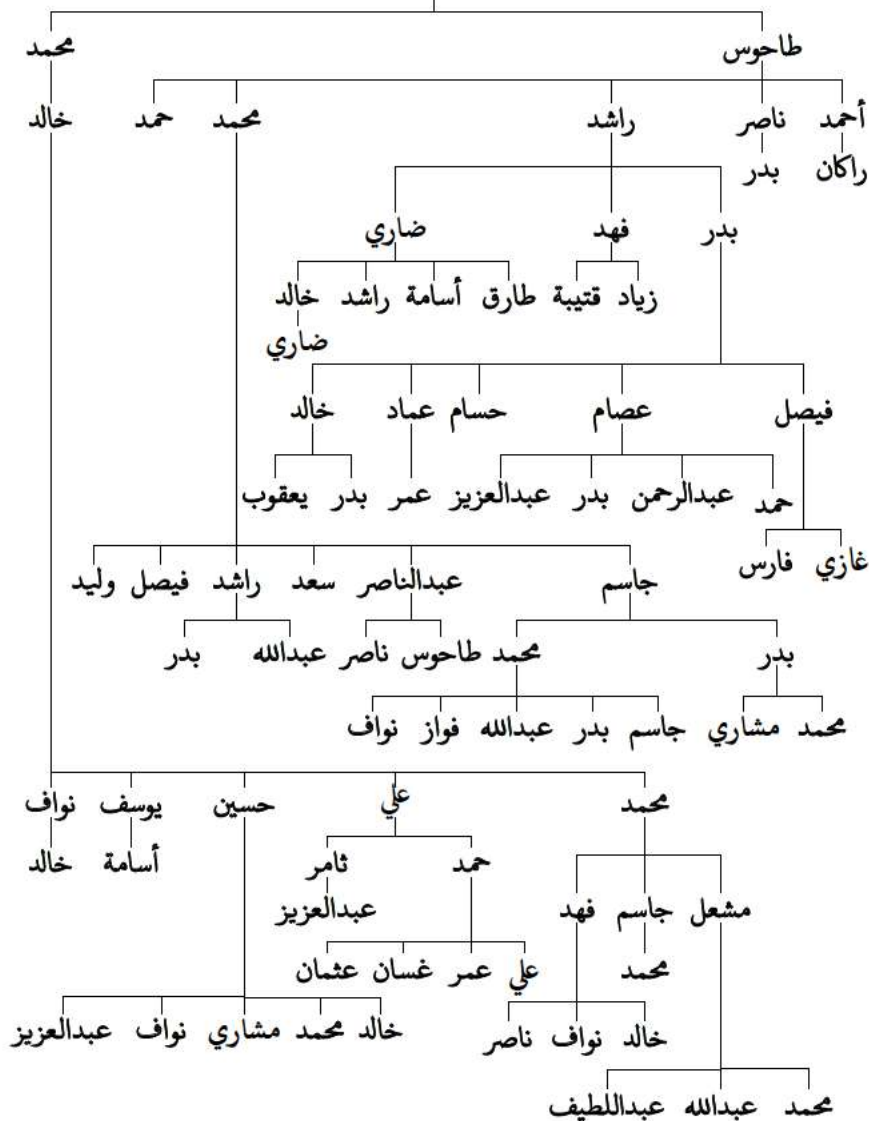 طاحوس محمد
أحمد ناصر راشد محمد حمد خالد
راكان بدر
بدر فهد ضاري
زياد قتيبة طارق أسامة راشد خالد
ضاري
فيصل عصام حسام عماد خالد
حمد عبدالرحمن بدر عبدالعزيز عمر بدر يعقوب
غازي فارس
جاسم عبدالناصر سعد راشد فيصل وليد
بدر محمد طاحوس ناصر عبدالله بدر
محمد مشاري جاسم بدر عبدالله فواز نواف
محمد علي حسين يوسف نواف
حمد ثامر أسامة خالد
مشعل جاسم فهد عبدالعزيز
محمد علي عمر غسان عثمان
خالد نواف ناصر خالد محمد مشاري نواف عبدالعزيز
محمد عبدالله عبداللطيف